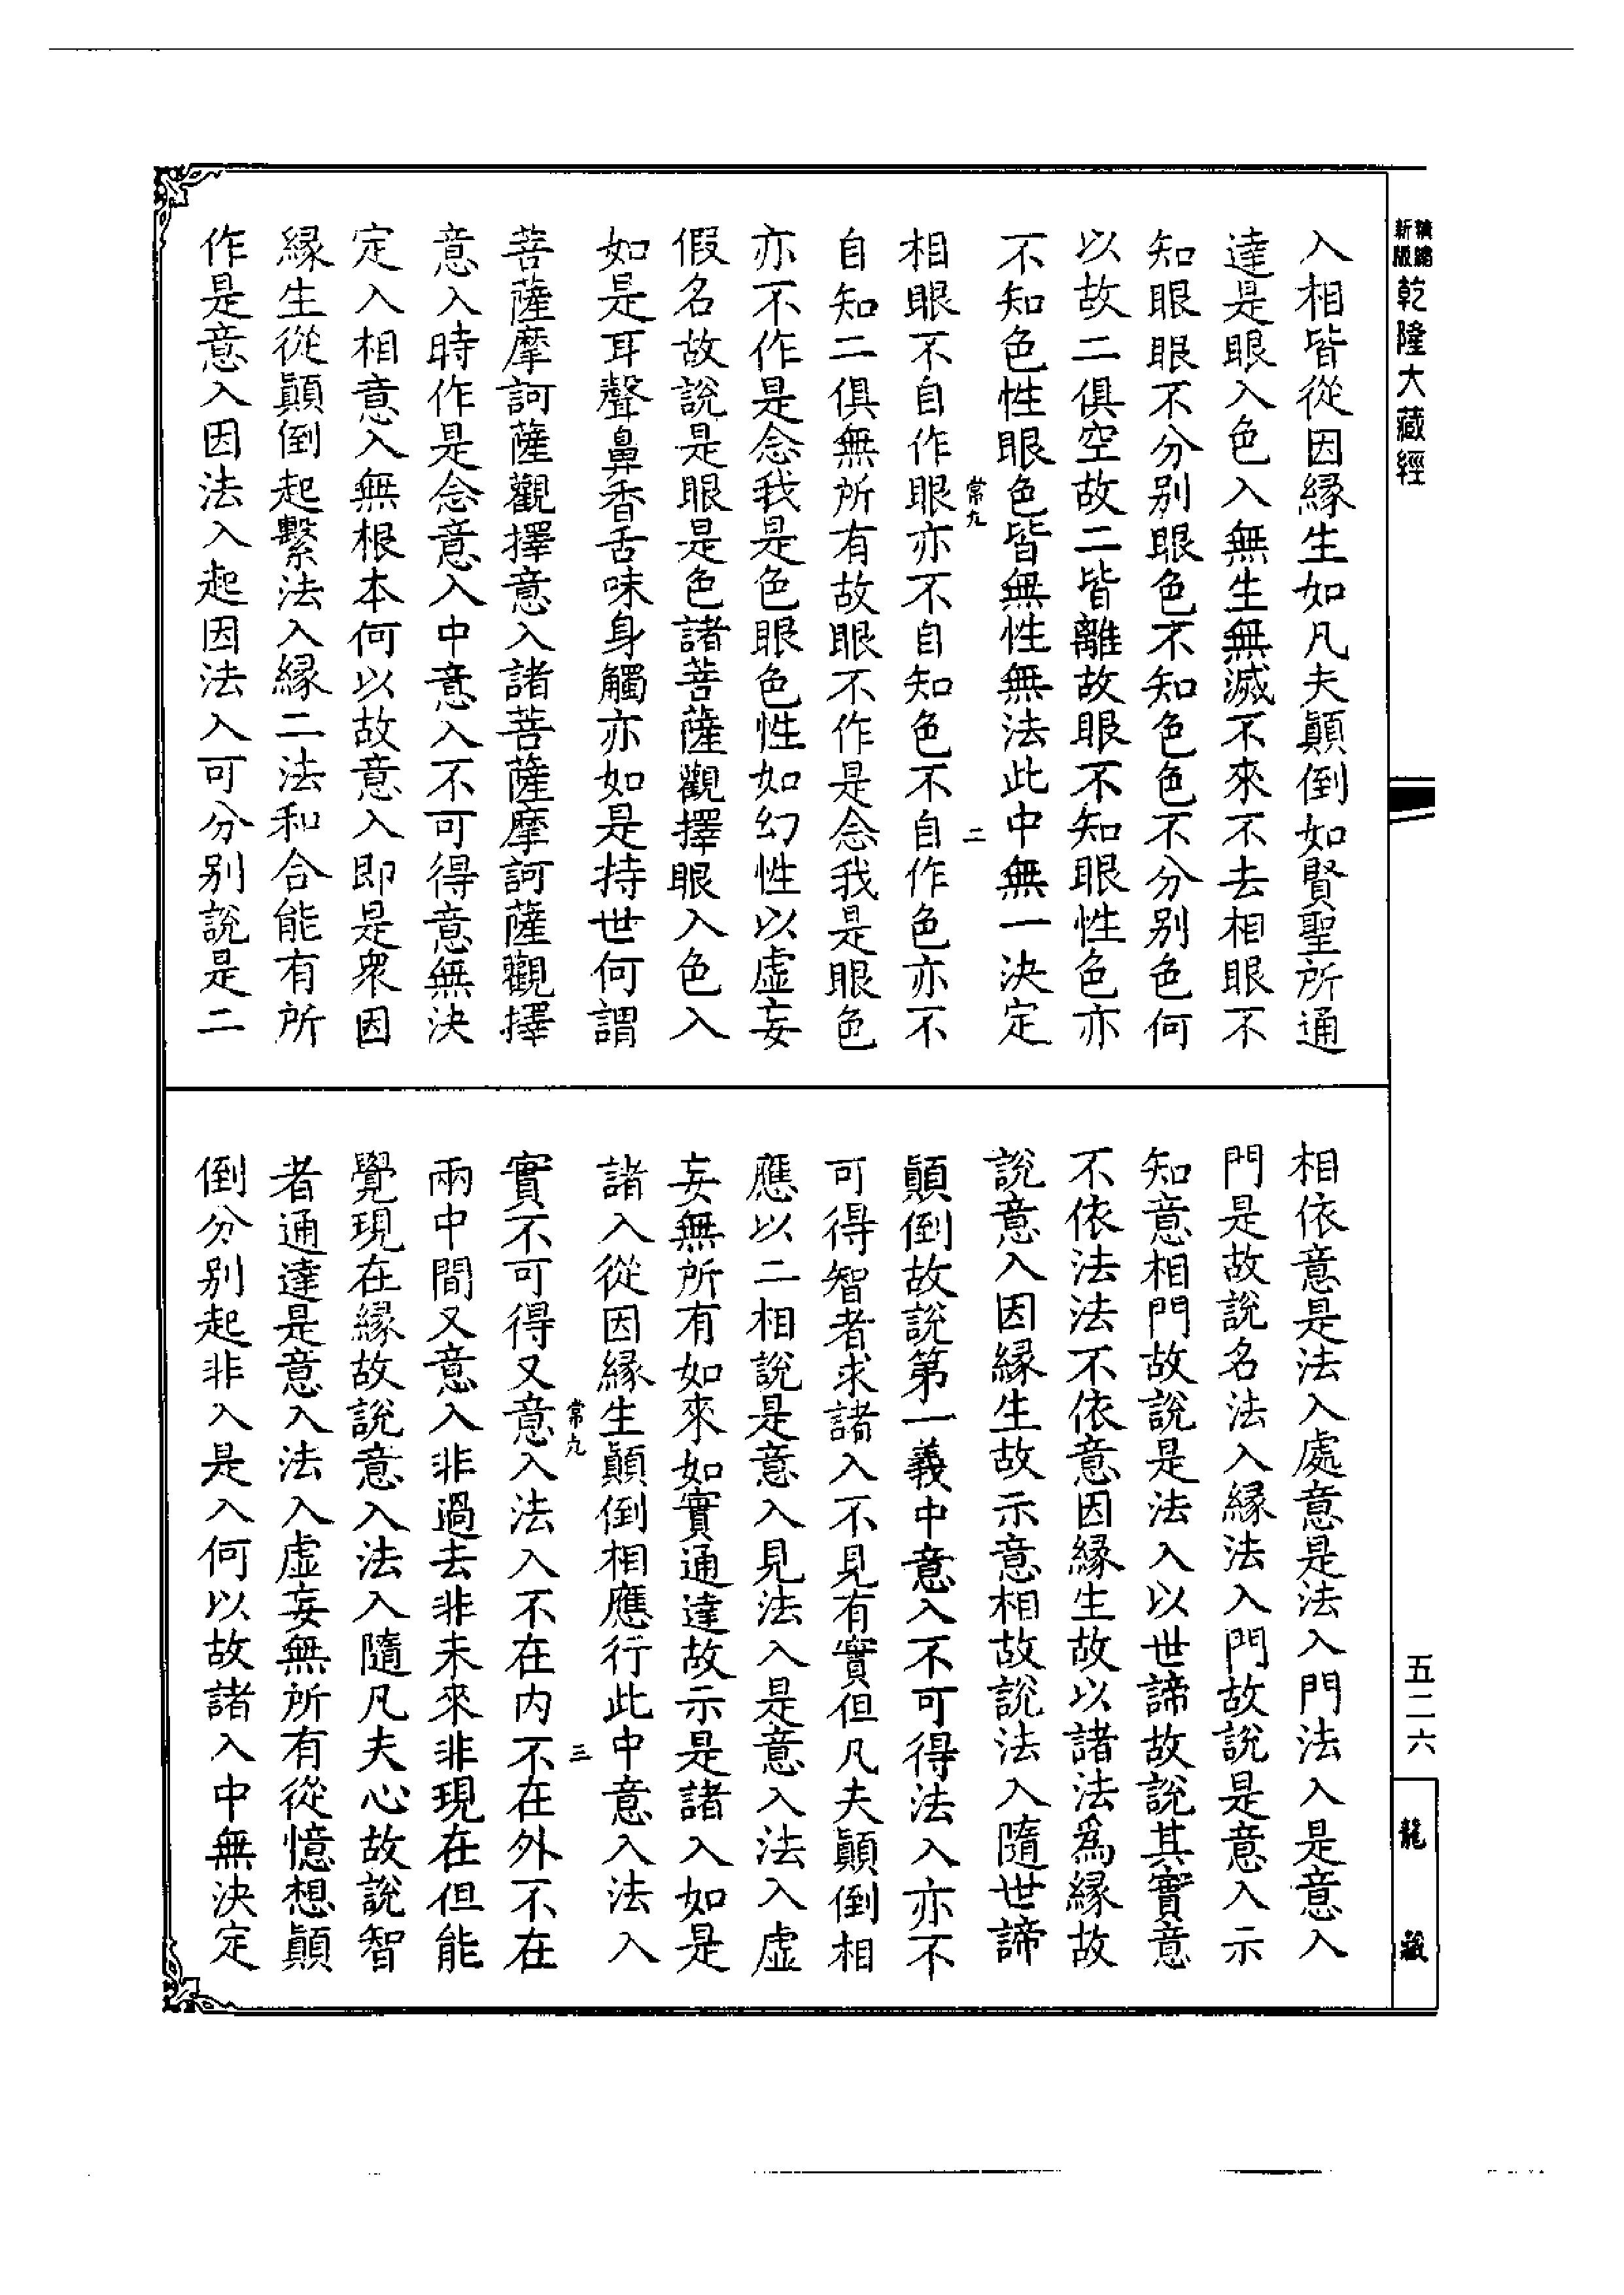 新版精縮
乾隆大藏經
入相皆從因緣生如凡夫顛倒如賢聖所通
達是眼入色入無生無滅不來不去相眼不
知眼眼不分別眼色不知色色不分別色何
以故二俱空故二皆離故眼不知眼性色亦
不知色性眼色皆無性無法此中無一決定
常九
二
相眼不自作眼亦不自知色不自作色亦不
自知二俱無所有故眼不作是念我是眼色
亦不作是念我是色眼色性如幻性以虛妄
假名故說是眼是色諸菩薩觀擇眼入色入
如是耳聲鼻香舌味身觸亦如是持世何謂
菩薩摩訶薩觀擇意入諸菩薩摩訶薩觀擇
意入時作是念意入中意入不可得意無決
定入相意入無根本何以故意入即是眾因
緣生從顛倒起繫法入緣二法和合能有所
作是意入因法入起因法入可分別說是二
相依意是法入處意是法入門法入是意入
門是故說名法入緣法入門故說是意入示
知意相門故說是法入以世諦故說其實意
不依法法不依意因緣生故以諸法為緣故
說意入因緣生故示意相故說法入隨世諦
顛倒故說第一義中意入不可得法入亦不
可得智者求諸入不見有實但凡夫顛倒相
應以二相說是意入見法入是意入法入虛
妄無所有如來如實通達故示是諸入如是
諸入從因緣生顛倒相應行此中意入法入
常九
三
實不可得又意入法入不在內不在外不在
兩中間又意入非過去非未來非現在但能
覺現在緣故說意入法入隨凡夫心故說智
者通達是意入法入虛妄無所有從憶想顛
倒分別起非入是入何以故諸入中無決定
五二六
龍藏